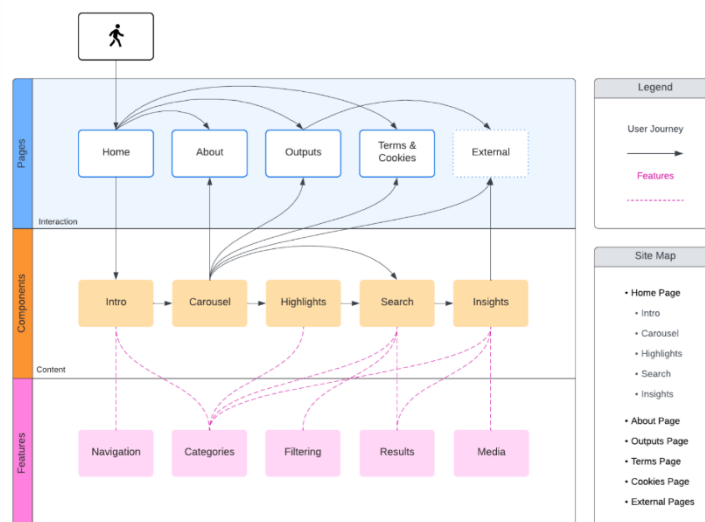 Pages
Home
About
Outputs
Terms &
Cookies
External
Interaction
Components
Intro
Carousel
Highlights
Search
Insights
Content
Features
Navigation
Categories
Filtering
Results
Media
Legend
User Journey
Features
Site Map
• Home Page
• Intro
• Carousel
• Highlights
• Search
• Insights
• About Page
• Outputs Page
• Terms Page
• Cookies Page
• External Pages